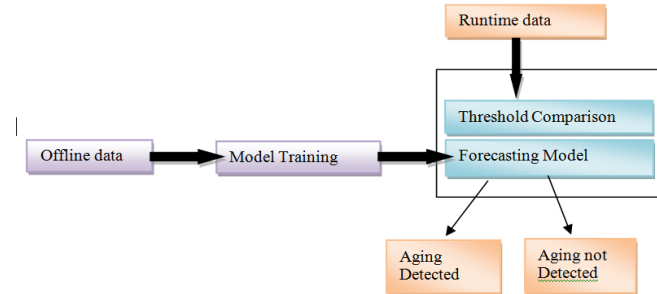 Runtime data
Threshold Comparison
Offline data
Model Training
Forecasting Model
Aging
Detected
Aging not
Detected